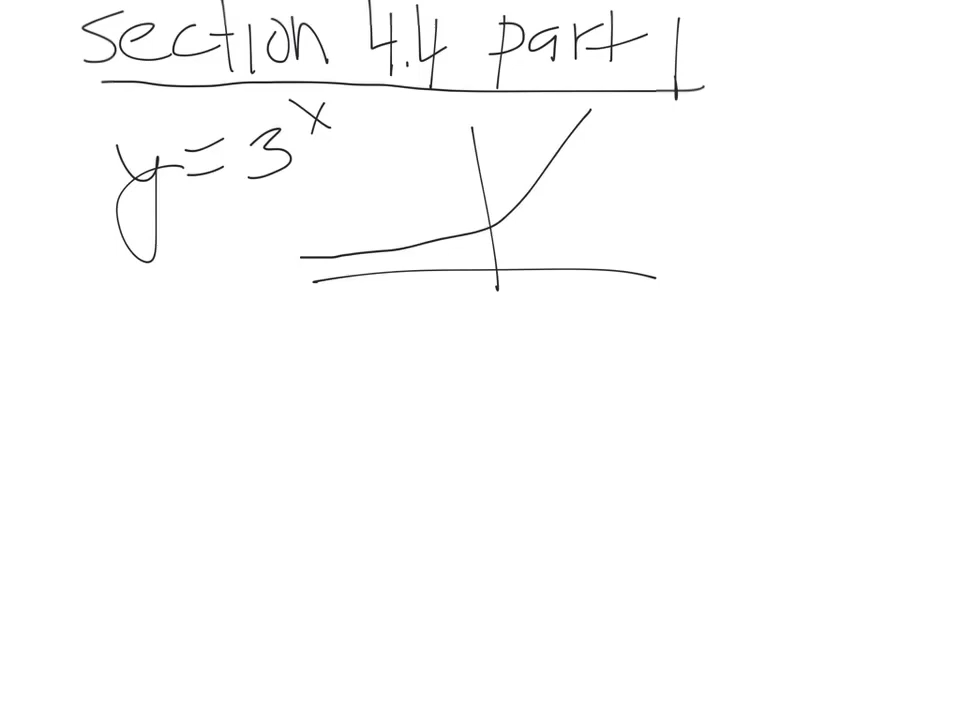 section 4.4 part 1
y = 3^x